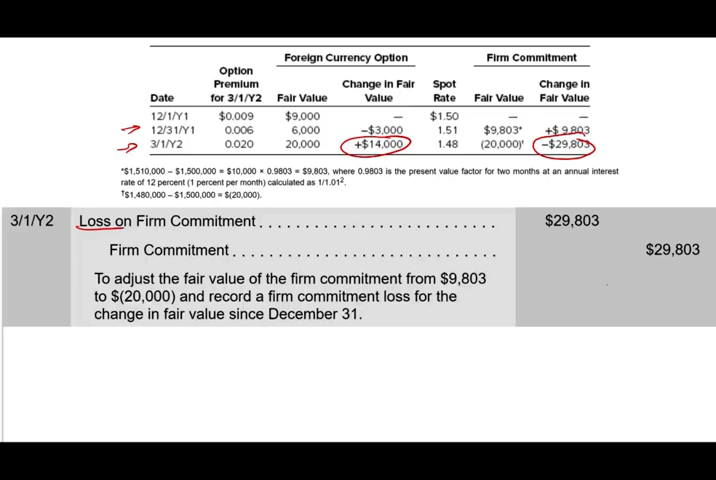 Foreign Currency Option Firm Commitment
Option
Premium Change in Fair Spot Change in
Date for 3/1/Y2 Fair Value Value Rate Fair Value Fair Value
12/1/Y1 $0.009 $9,000 — $1.50 — —
12/31/Y1 0.006 6,000 –$3,000 1.51 $9,803* +$ 9,803
3/1/Y2 0.020 20,000 +$14,000 1.48 (20,000)† –$29,803
*$1,510,000 – $1,500,000 = $10,000 × 0.9803 = $9,803, where 0.9803 is the present value factor for two months at an annual interest
rate of 12 percent (1 percent per month) calculated as 1/1.01².
†$1,480,000 – $1,500,000 = $(20,000).
3/1/Y2 Loss on Firm Commitment . . . . . . . . . . . . . . . . . . . . . . . . . . $29,803
Firm Commitment . . . . . . . . . . . . . . . . . . . . . . . . . . . . . $29,803
To adjust the fair value of the firm commitment from $9,803
to $(20,000) and record a firm commitment loss for the
change in fair value since December 31.